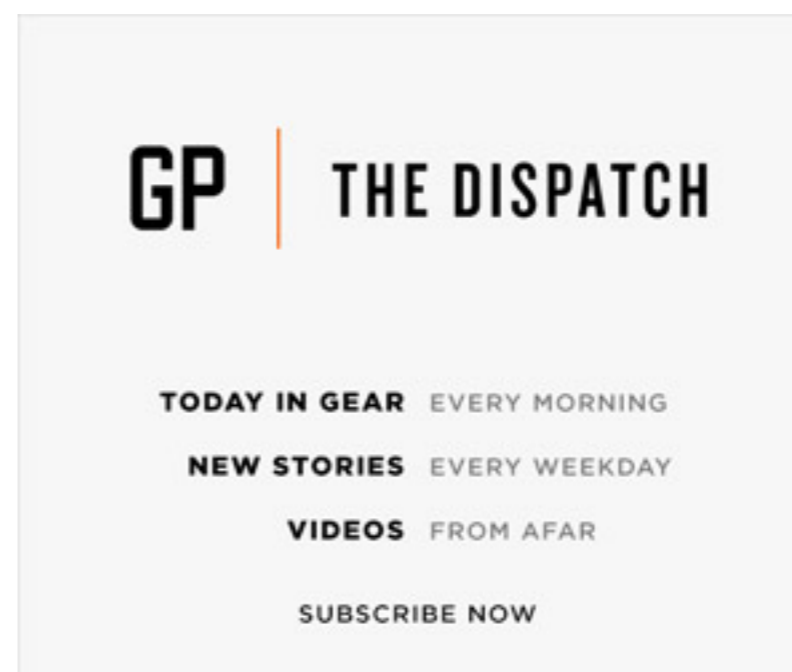 GP | THE DISPATCH
TODAY IN GEAR EVERY MORNING
NEW STORIES EVERY WEEKDAY
VIDEOS FROM AFAR
SUBSCRIBE NOW